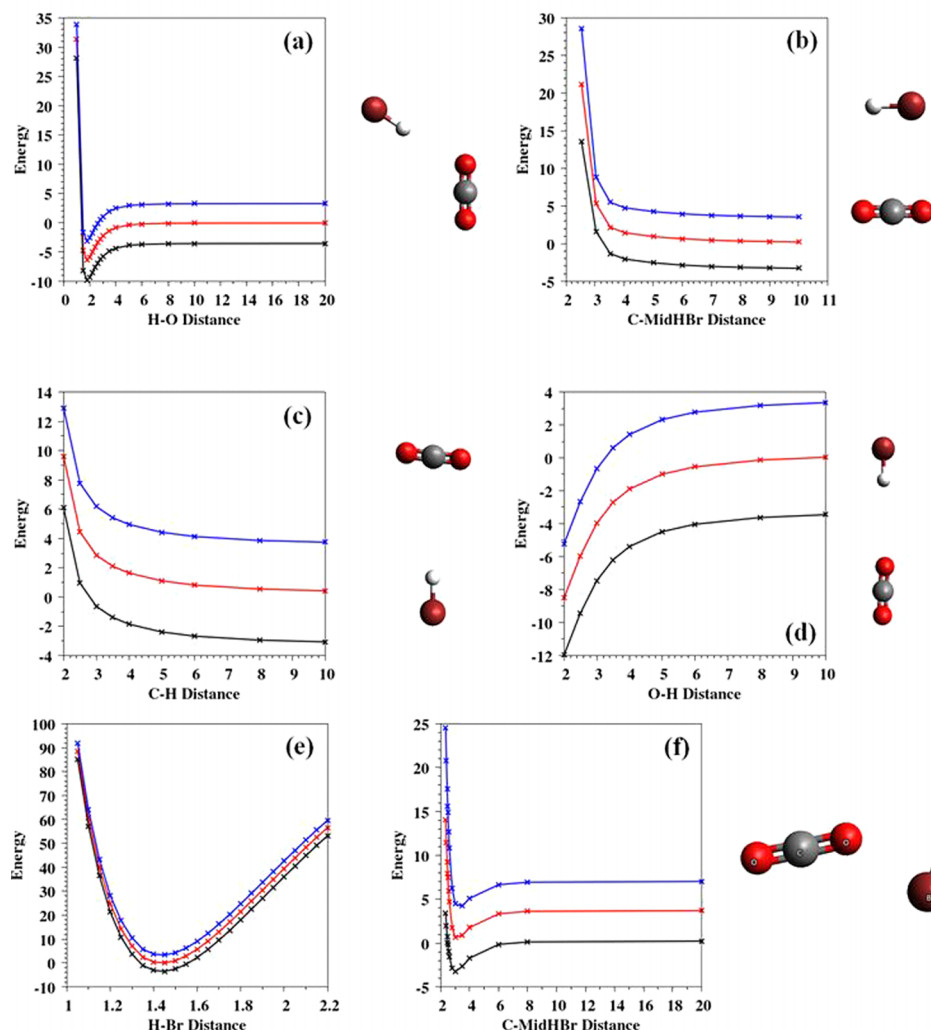 35
30
25
20
15
10
5
0
-5
-10
Energy
(a)
0 2 4 6 8 10 12 14 16 18 20
H-O Distance
30
25
20
15
10
5
0
-5
Energy
(b)
2 3 4 5 6 7 8 9 10 11
C-MidHBr Distance
14
12
10
8
6
4
2
0
-2
-4
Energy
(c)
2 3 4 5 6 7 8 9 10
C-H Distance
4
2
0
-2
-4
-6
-8
-10
-12
Energy
(d)
2 3 4 5 6 7 8 9 10
O-H Distance
100
90
80
70
60
50
40
30
20
10
0
-10
Energy
(e)
1 1.2 1.4 1.6 1.8 2 2.2
H-Br Distance
25
20
15
10
5
0
-5
Energy
(f)
2 4 6 8 10 12 14 16 18 20
C-MidHBr Distance
O C O
B